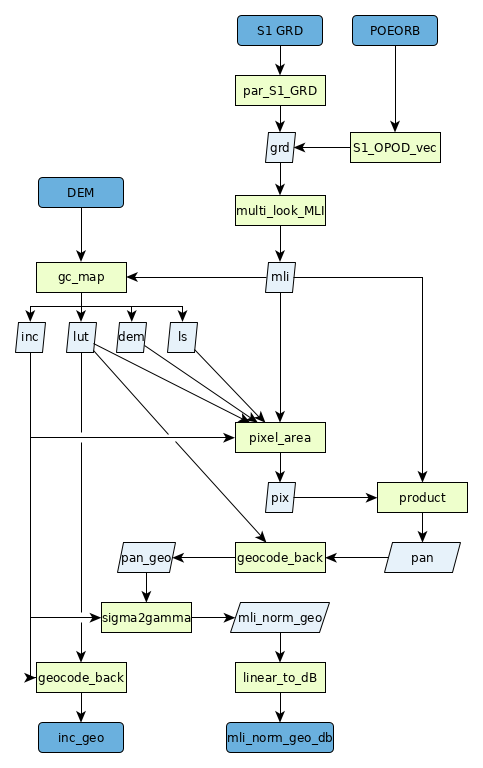 S1 GRD
POEORB
par_S1_GRD
grd
S1_OPOD_vec
DEM
multi_look_MLI
gc_map
mli
inc
lut
dem
ls
pixel_area
pix
product
pan_geo
geocode_back
pan
sigma2gamma
mli_norm_geo
geocode_back
linear_to_dB
inc_geo
mli_norm_geo_db